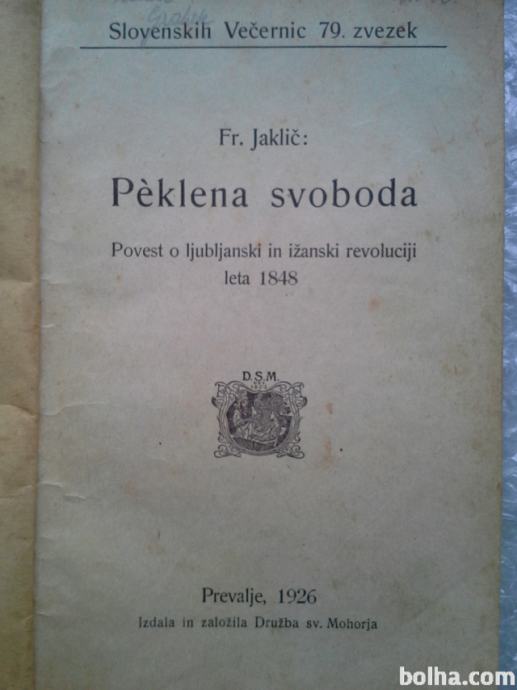 Slovenskih Večernic 79. zvezek
Fr. Jaklič:
Pèklena svoboda
Povest o ljubljanski in ižanski revoluciji
leta 1848
D.S.M.
Prevalje, 1926
Izdala in založila Družba sv. Mohorja
bolha.com